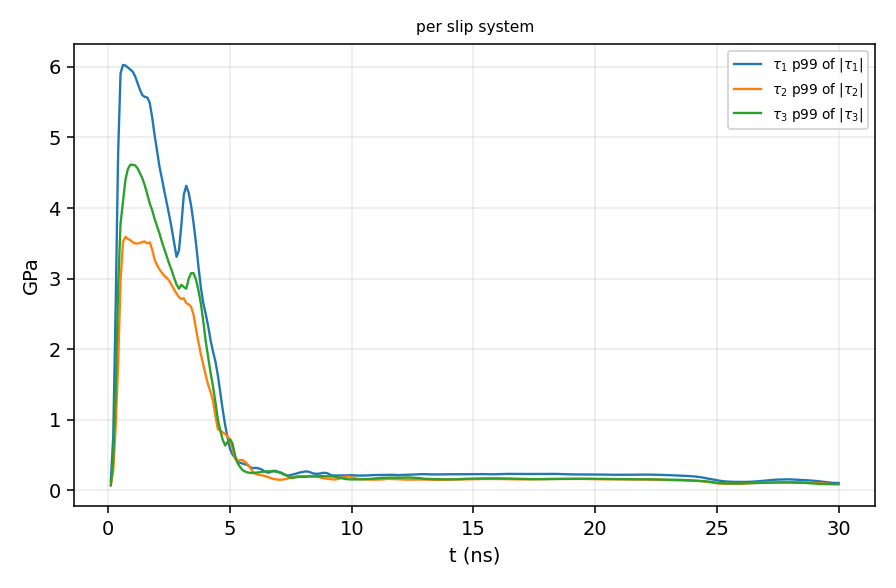 per slip system
τ₁ p99 of |τ₁|
τ₂ p99 of |τ₂|
τ₃ p99 of |τ₃|
GPa
6
5
4
3
2
1
0
0 5 10 15 20 25 30
t (ns)